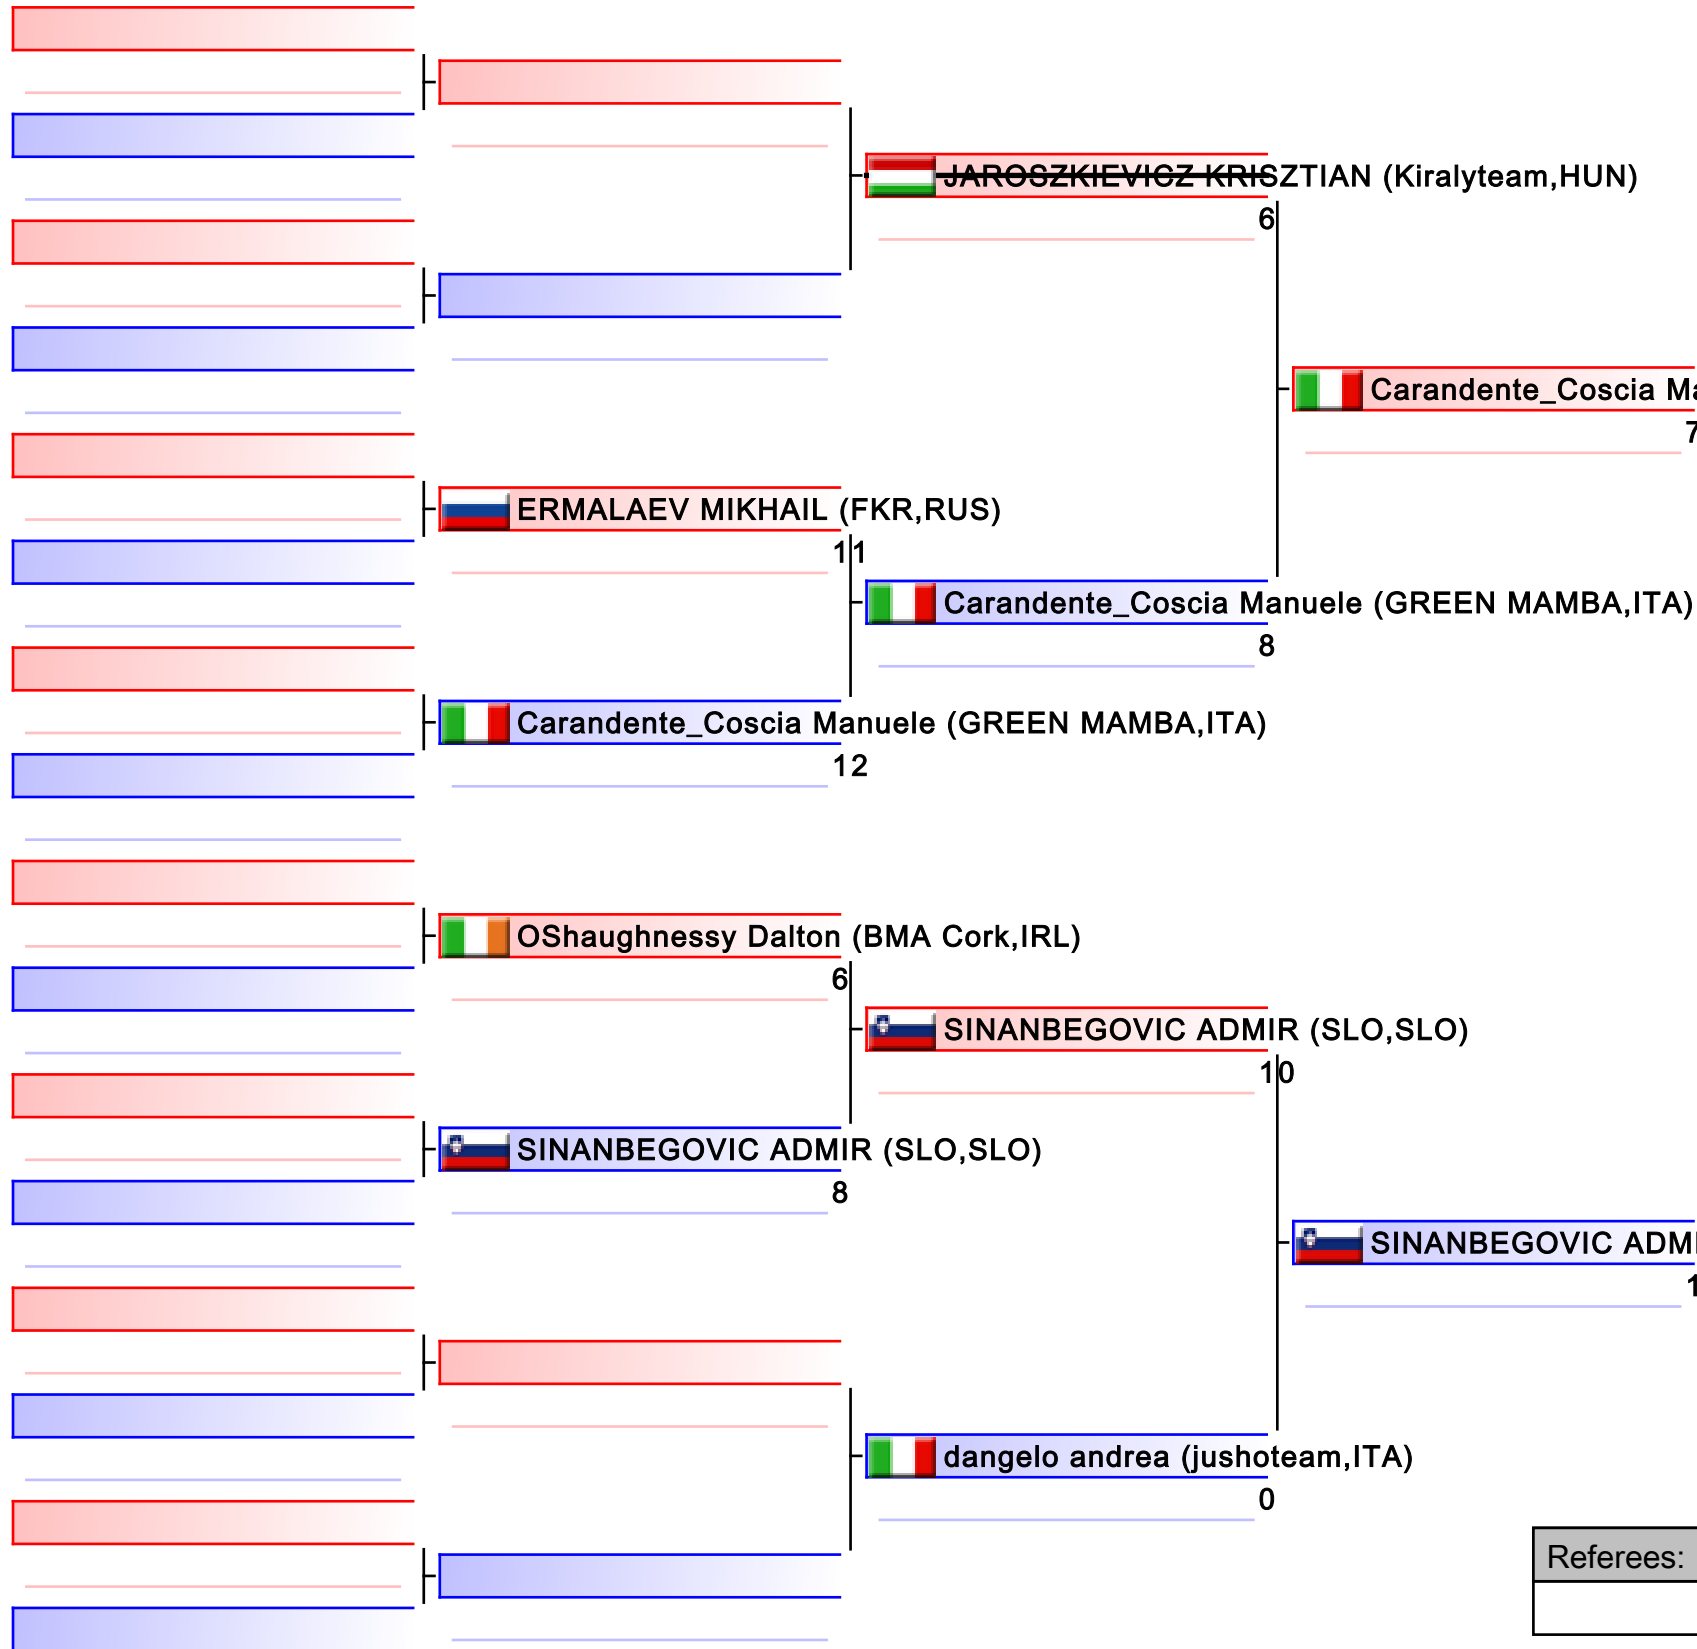 JAROSZKIEVICZ KRISZTIAN (Kiralyteam,HUN)
6
Carandente_Coscia Ma
7
ERMALAEV MIKHAIL (FKR,RUS)
11
Carandente_Coscia Manuele (GREEN MAMBA,ITA)
8
Carandente_Coscia Manuele (GREEN MAMBA,ITA)
12
OShaughnessy Dalton (BMA Cork,IRL)
6
SINANBEGOVIC ADMIR (SLO,SLO)
10
SINANBEGOVIC ADMIR (SLO,SLO)
8
SINANBEGOVIC ADMI
1
dangelo andrea (jushoteam,ITA)
0
Referees: